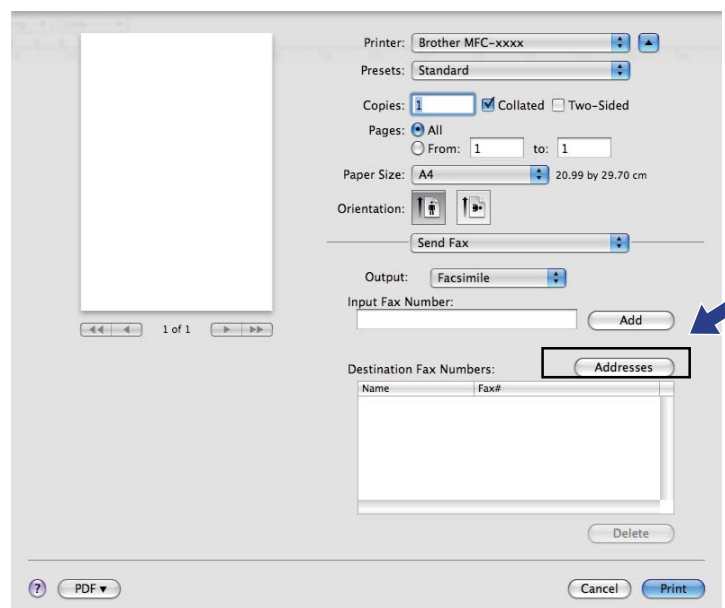 Printer: Brother MFC-xxxx
Presets: Standard
Copies: 1 Collated Two-Sided
Pages: All
From: 1 to: 1
Paper Size: A4 20.99 by 29.70 cm
Orientation:
Send Fax
Output: Facsimile
Input Fax Number:
Add
1 of 1
Destination Fax Numbers: Addresses
Name Fax#
Delete
? PDF Cancel Print